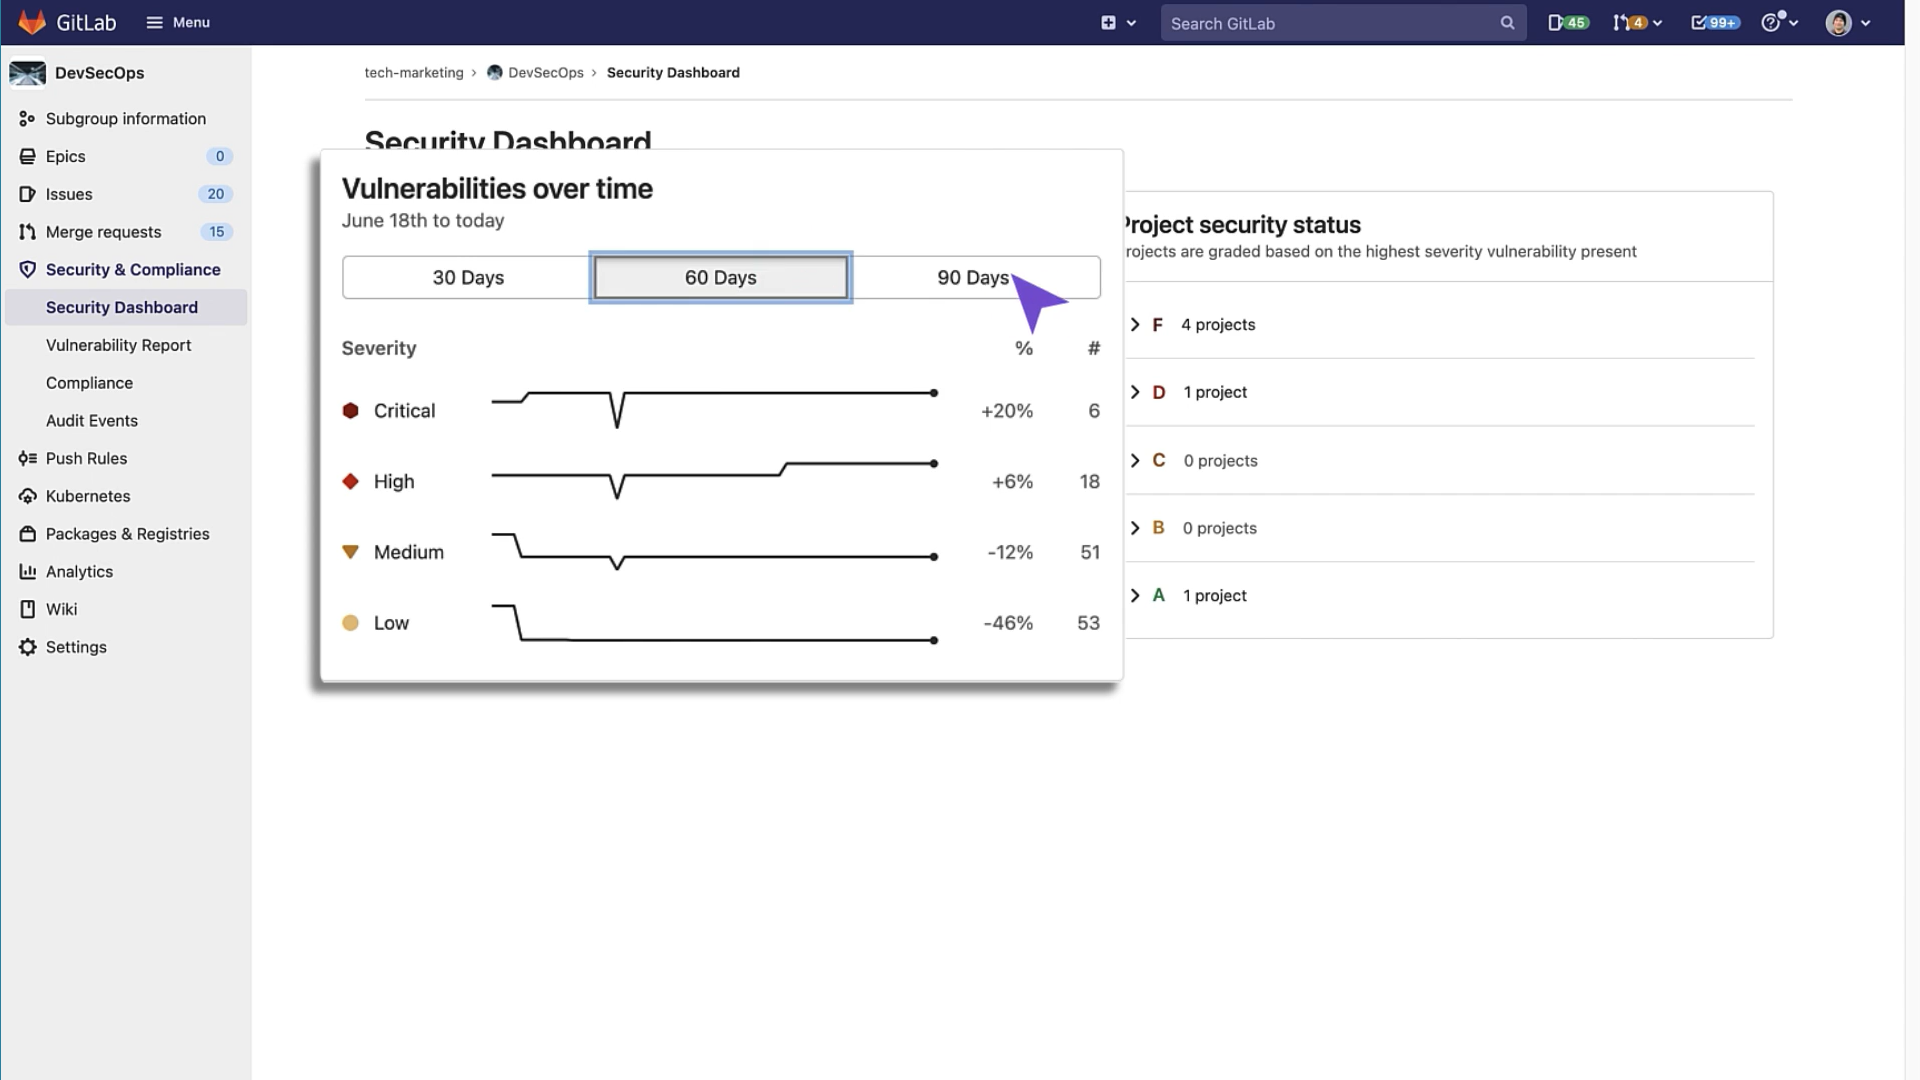 GitLab
Menu
Search GitLab
45
4
99+
DevSecOps
Subgroup information
Epics 0
Issues 20
Merge requests 15
Security & Compliance
Security Dashboard
Vulnerability Report
Compliance
Audit Events
Push Rules
Kubernetes
Packages & Registries
Analytics
Wiki
Settings
tech-marketing › DevSecOps › Security Dashboard
Security Dashboard
Vulnerabilities over time
June 18th to today
30 Days 60 Days 90 Days
Severity % #
Critical +20% 6
High +6% 18
Medium -12% 51
Low -46% 53
Project security status
rojects are graded based on the highest severity vulnerability present
F 4 projects
D 1 project
C 0 projects
B 0 projects
A 1 project